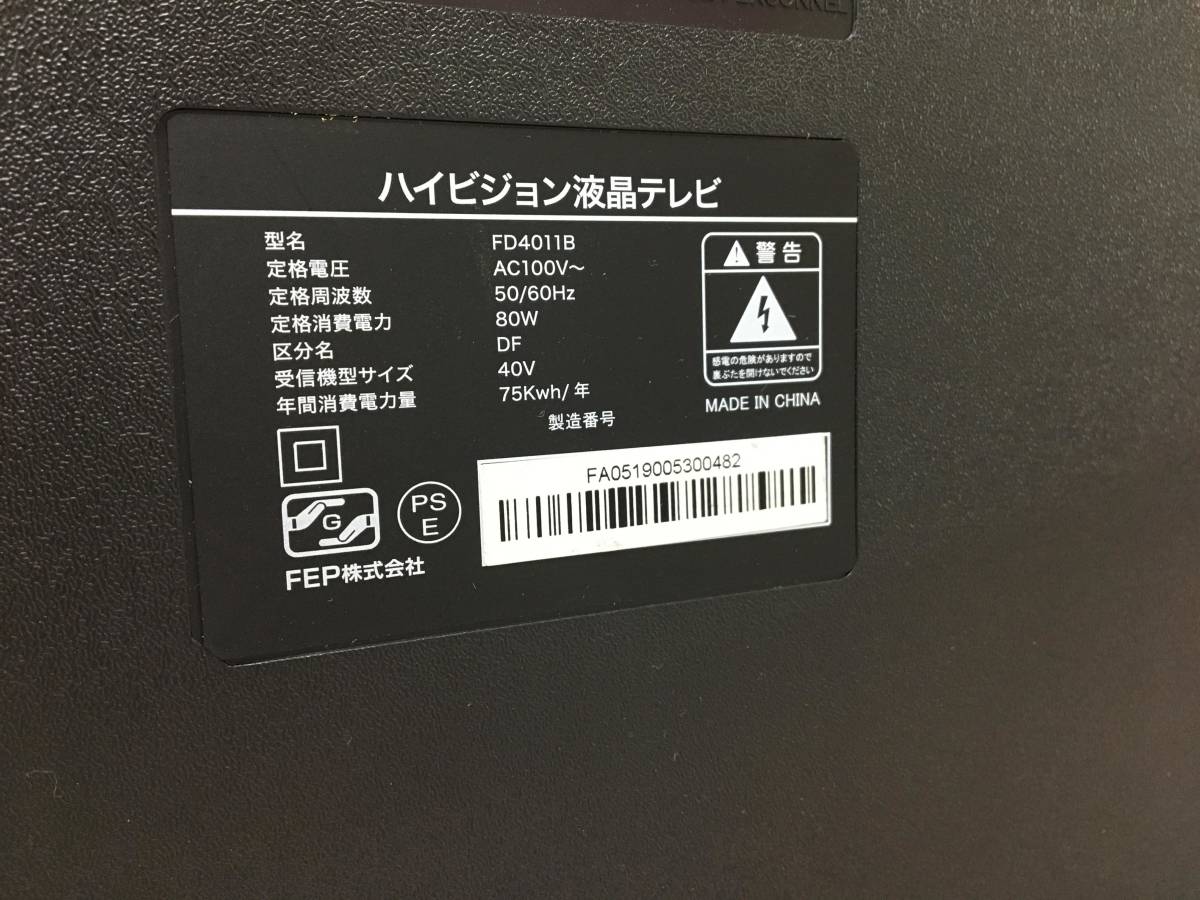 ハイビジョン液晶テレビ
型名 FD4011B
定格電圧 AC100V～
定格周波数 50/60Hz
定格消費電力 80W
区分名 DF
受信機型サイズ 40V
年間消費電力量 75Kwh/年
警告
感電の危険がありますので
裏ぶたを開けないでください
MADE IN CHINA
製造番号
FA0519005300482
G
PS
E
FEP株式会社